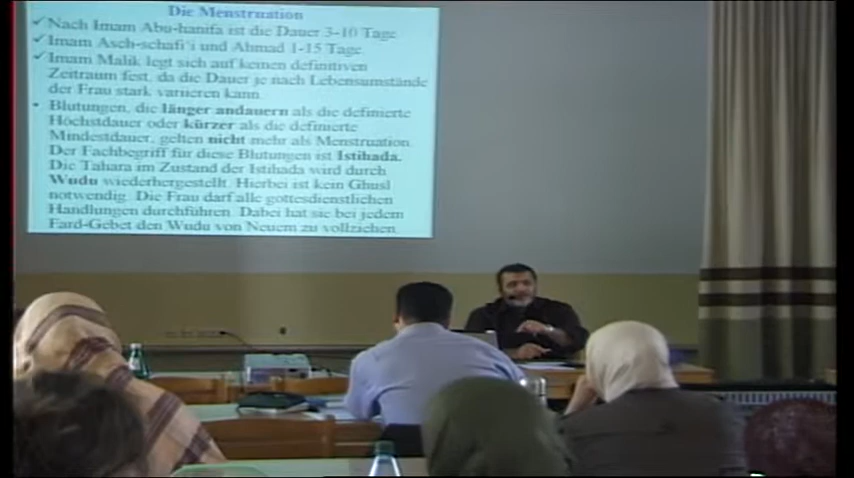 Die Menstruation
✓ Nach Imam Abu-hanifa ist die Dauer 3-10 Tage.
✓ Imam Asch-schafi'i und Ahmad 1-15 Tage.
✓ Imam Malik legt sich auf keinen definitiven
Zeitraum fest, da die Dauer je nach Lebensumstände
der Frau stark variieren kann.
• Blutungen, die länger andauern als die definierte
Höchstdauer oder kürzer als die definierte
Mindestdauer, gelten nicht mehr als Menstruation.
Der Fachbegriff für diese Blutungen ist Istihada.
Die Tahara im Zustand der Istihada wird durch
Wudu wiederhergestellt. Hierbei ist kein Ghusl
notwendig. Die Frau darf alle gottesdienstlichen
Handlungen durchführen. Dabei hat sie bei jedem
Fard-Gebet den Wudu von Neuem zu vollziehen.